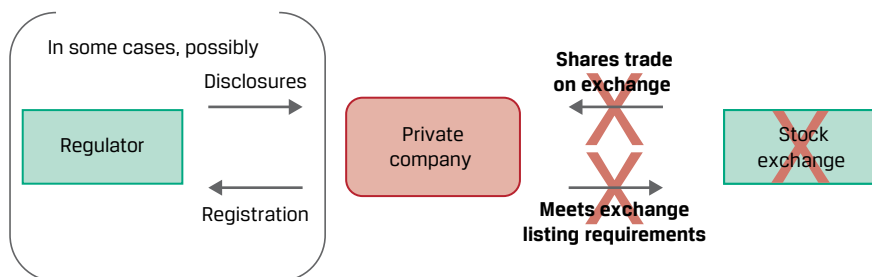 In some cases, possibly
Disclosures
Regulator
Registration
Private
company
Shares trade
on exchange
Meets exchange
listing requirements
Stock
exchange